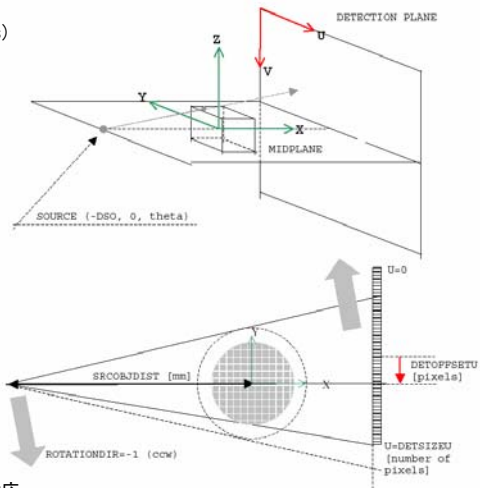 DETECTION PLANE
Z
U
V
Y
X
MIDPLANE
SOURCE (-DSO, 0, theta)
U=0
Y
SRCOBJDIST [mm]
X
DETOFFSETU
[pixels]
ROTATIONDIR=-1 (ccw)
U=DETSIZEU
[number of
pixels]